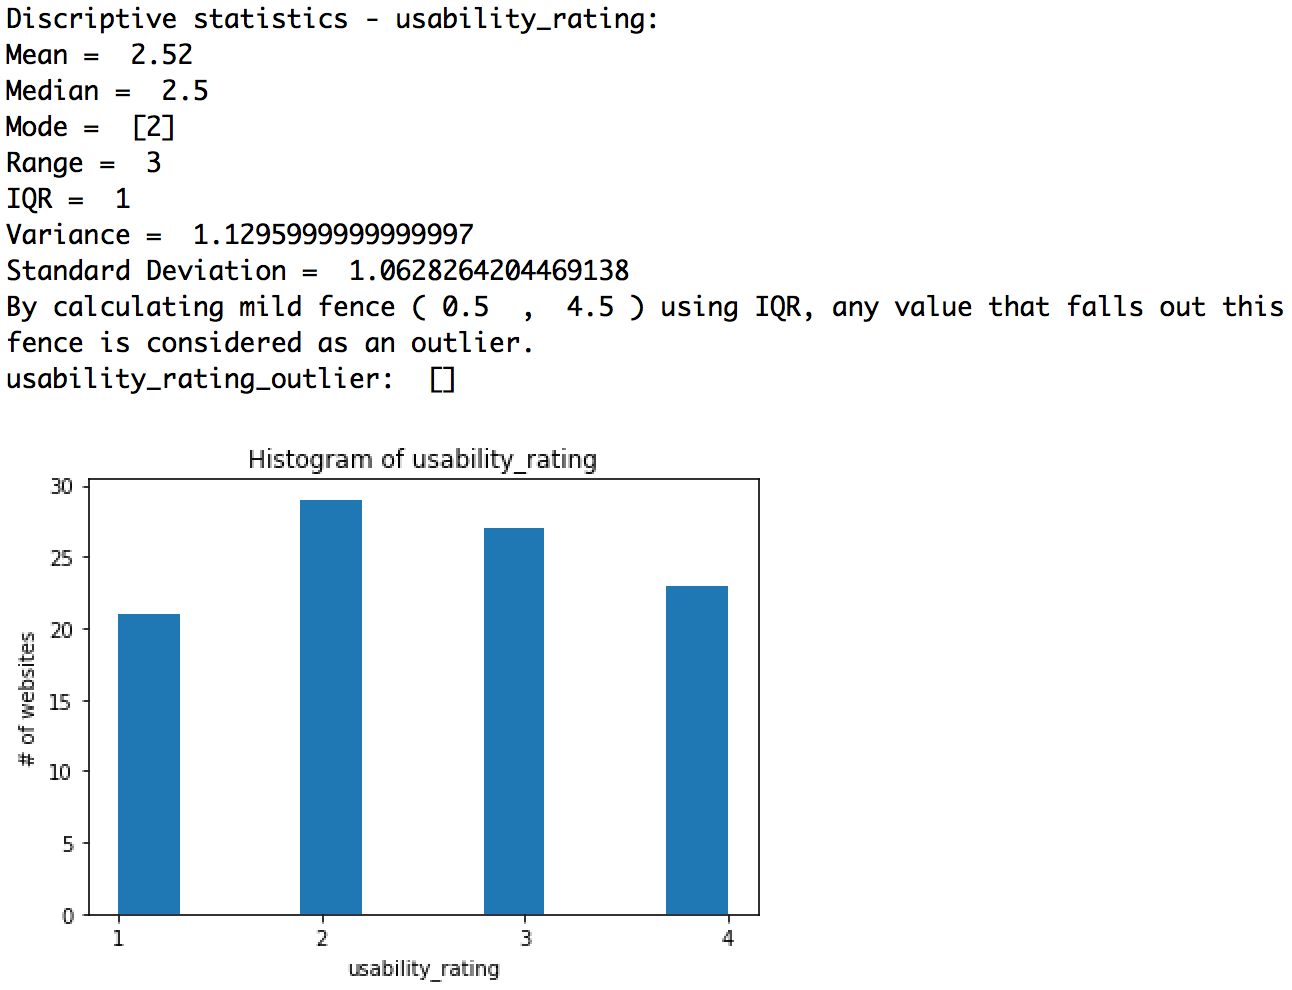 Discriptive statistics - usability_rating:
Mean =  2.52
Median =  2.5
Mode =  [2]
Range =  3
IQR =  1
Variance =  1.1295999999999997
Standard Deviation =  1.0628264204469138
By calculating mild fence ( 0.5  ,  4.5 ) using IQR, any value that falls out this
fence is considered as an outlier.
usability_rating_outlier:  []
Histogram of usability_rating
30
25
20
15
10
5
0
# of websites
1 2 3 4
usability_rating